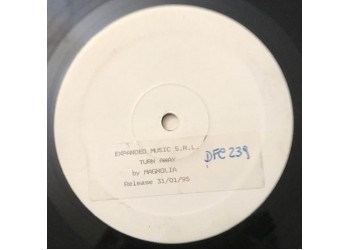 EXPANDED MUSIC S.R.L.
TURN AWAY
by MAGNOLIA
Release 31/01/95
DFC 239